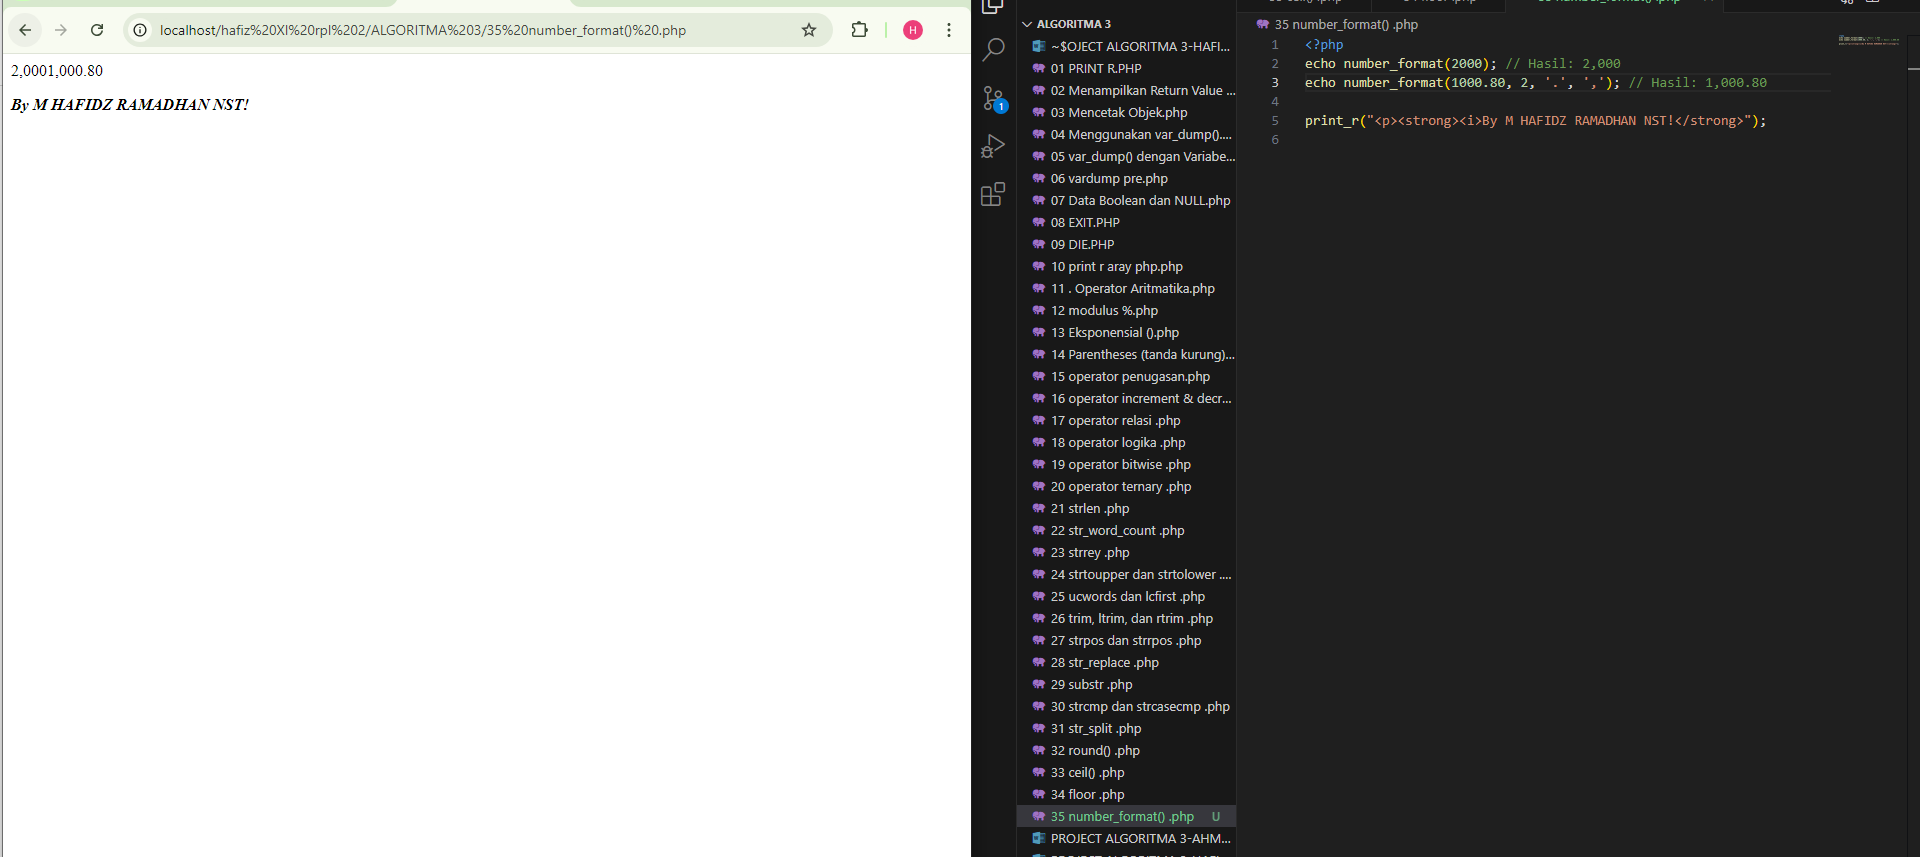 localhost/hafiz%20XI%20rpl%202/ALGORITMA%203/35%20number_format()%20.php
H
2,0001,000.80
By M HAFIDZ RAMADHAN NST!
1
ALGORITMA 3
~$OJECT ALGORITMA 3-HAFI...
01 PRINT R.PHP
02 Menampilkan Return Value ...
03 Mencetak Objek.php
04 Menggunakan var_dump()....
05 var_dump() dengan Variabe...
06 vardump pre.php
07 Data Boolean dan NULL.php
08 EXIT.PHP
09 DIE.PHP
10 print r aray php.php
11 . Operator Aritmatika.php
12 modulus %.php
13 Eksponensial ().php
14 Parentheses (tanda kurung)...
15 operator penugasan.php
16 operator increment & decr...
17 operator relasi .php
18 operator logika .php
19 operator bitwise .php
20 operator ternary .php
21 strlen .php
22 str_word_count .php
23 strrey .php
24 strtoupper dan strtolower ....
25 ucwords dan lcfirst .php
26 trim, ltrim, dan rtrim .php
27 strpos dan strrpos .php
28 str_replace .php
29 substr .php
30 strcmp dan strcasecmp .php
31 str_split .php
32 round() .php
33 ceil() .php
34 floor .php
35 number_format() .php U
PROJECT ALGORITMA 3-AHM...
35 number_format() .php
1 <?php
2 echo number_format(2000); // Hasil: 2,000
3 echo number_format(1000.80, 2, '.', ','); // Hasil: 1,000.80
4
5 print_r("<p><strong><i>By M HAFIDZ RAMADHAN NST!</strong>");
6